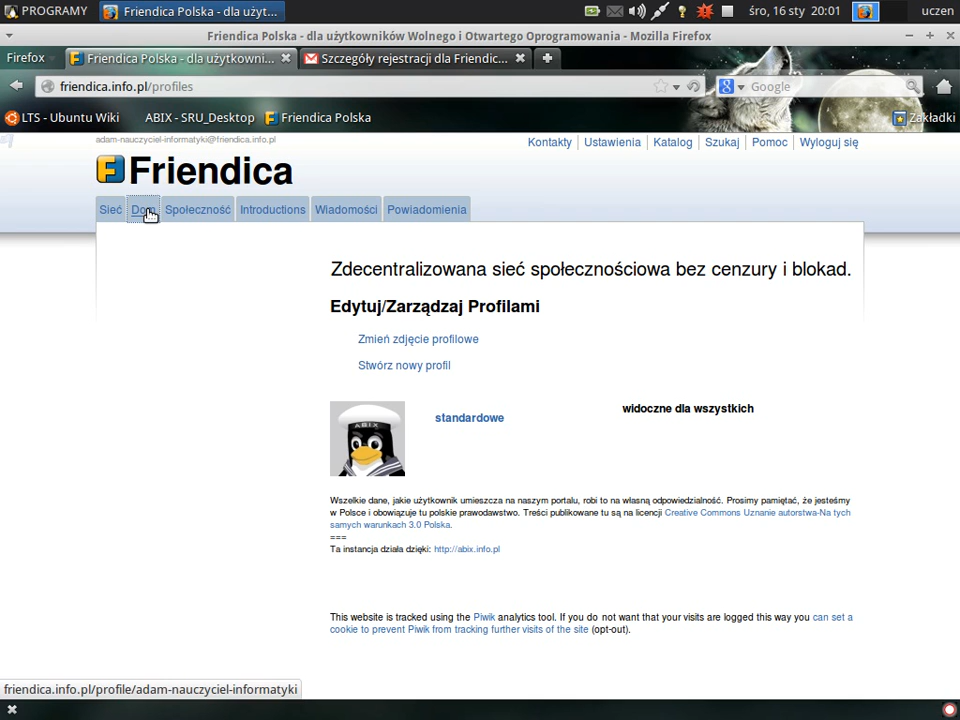 PROGRAMY
Friendica Polska - dla użyt...
śro, 16 sty 20:01
uczen
Friendica Polska - dla użytkowników Wolnego i Otwartego Oprogramowania - Mozilla Firefox
Firefox
Friendica Polska - dla użytkowni...
Szczegóły rejestracji dla Friendic...
friendica.info.pl/profiles
Google
LTS - Ubuntu Wiki
ABIX - SRU_Desktop
Friendica Polska
Zakładki
adam-nauczyciel-informatyki@friendica.info.pl
Kontakty
Ustawienia
Katalog
Szukaj
Pomoc
Wyloguj się
Friendica
Sieć
Dom
Społeczność
Introductions
Wiadomości
Powiadomienia
Zdecentralizowana sieć społecznościowa bez cenzury i blokad.
Edytuj/Zarządzaj Profilami
Zmień zdjęcie profilowe
Stwórz nowy profil
ABIX
standardowe
widoczne dla wszystkich
Wszelkie dane, jakie użytkownik umieszcza na naszym portalu, robi to na własną odpowiedzialność. Prosimy pamiętać, że jesteśmy
w Polsce i obowiązuje tu polskie prawodawstwo. Treści publikowane tu są na licencji Creative Commons Uznanie autorstwa-Na tych
samych warunkach 3.0 Polska.
===
Ta instancja działa dzięki: http://abix.info.pl
This website is tracked using the Piwik analytics tool. If you do not want that your visits are logged this way you can set a
cookie to prevent Piwik from tracking further visits of the site (opt-out).
friendica.info.pl/profile/adam-nauczyciel-informatyki